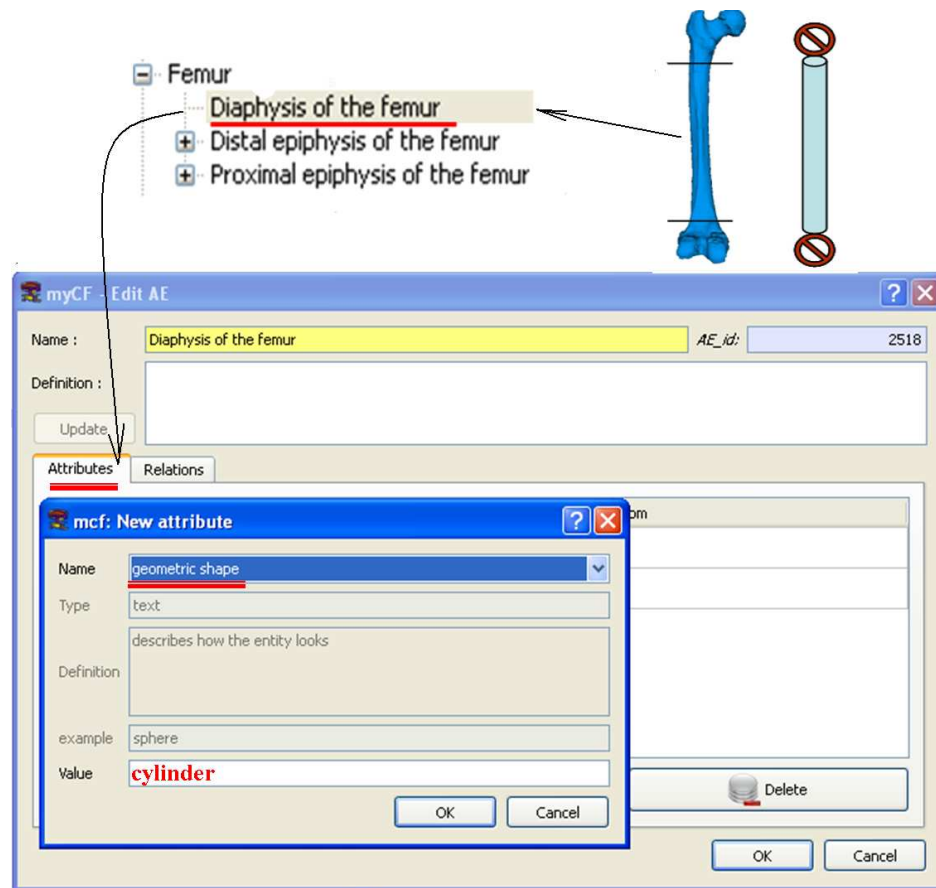 Femur
Diaphysis of the femur
Distal epiphysis of the femur
Proximal epiphysis of the femur
myCF - Edit AE
Name : Diaphysis of the femur AE_id: 2518
Definition :
Update
Attributes Relations
om
mcf: New attribute
Name geometric shape
Type text
describes how the entity looks
Definition
example sphere
Value cylinder
OK Cancel
Delete
OK Cancel